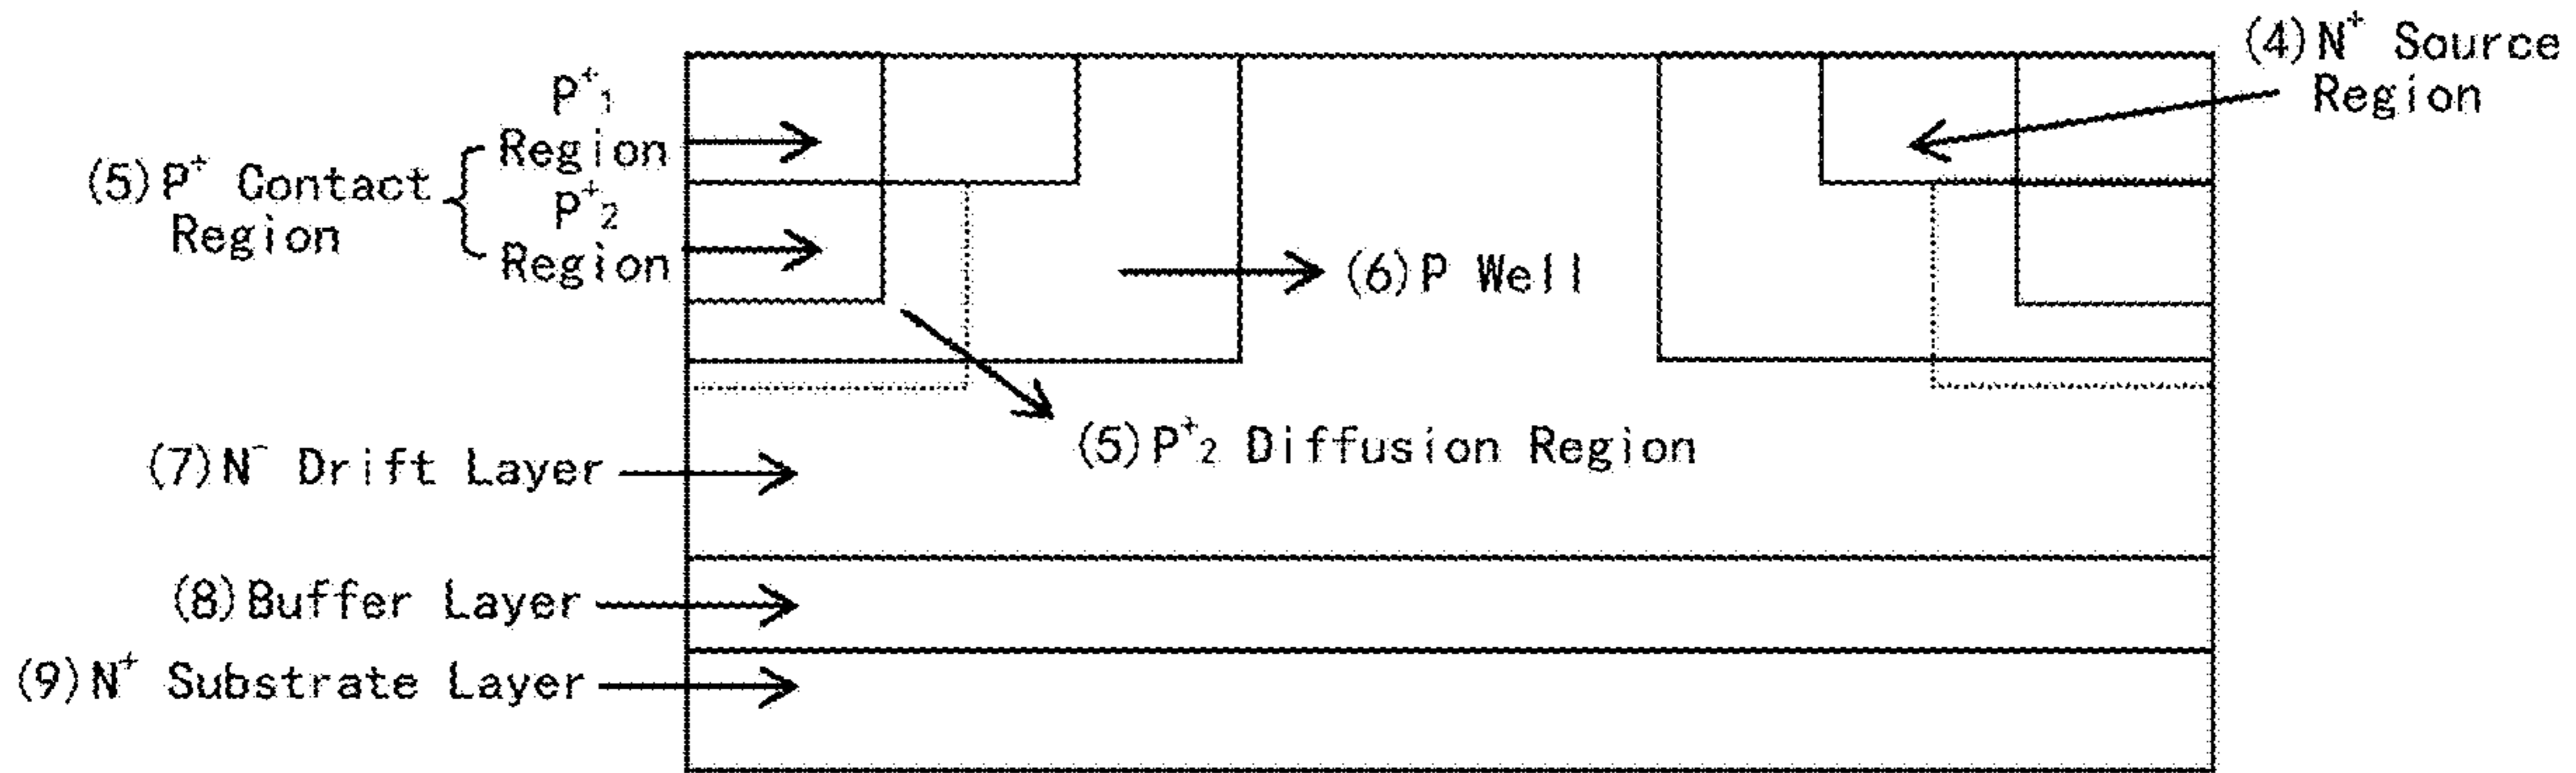 (4)N⁺ Source
Region
P⁺₁
Region
(5)P⁺ Contact
Region
P⁺₂
Region
(6)P Well
(5)P⁺₂ Diffusion Region
(7)N⁻ Drift Layer
(8)Buffer Layer
(9)N⁺ Substrate Layer